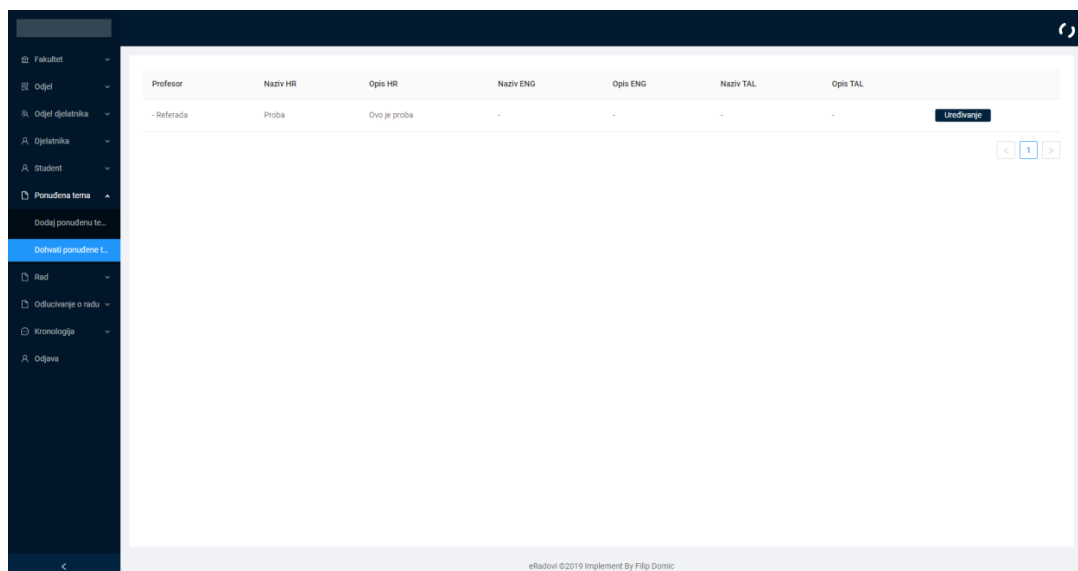 Fakultet
Odjel
Odjel djelatnika
Djelatnika
Student
Ponuđena tema
Dodaj ponuđenu te...
Dohvati ponuđene t...
Rad
Odlucivanje o radu
Kronologija
Odjava
Profesor Naziv HR Opis HR Naziv ENG Opis ENG Naziv TAL Opis TAL
- Referada Proba Ovo je proba - - - - Uređivanje
< 1 >
<
eRadovi ©2019 Implement By Filip Domic